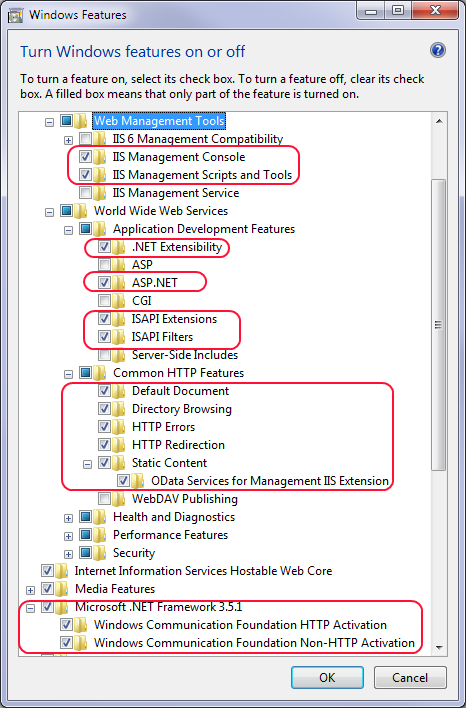 Windows Features
Turn Windows features on or off
To turn a feature on, select its check box. To turn a feature off, clear its check
box. A filled box means that only part of the feature is turned on.
Web Management Tools
IIS 6 Management Compatibility
IIS Management Console
IIS Management Scripts and Tools
IIS Management Service
World Wide Web Services
Application Development Features
.NET Extensibility
ASP
ASP.NET
CGI
ISAPI Extensions
ISAPI Filters
Server-Side Includes
Common HTTP Features
Default Document
Directory Browsing
HTTP Errors
HTTP Redirection
Static Content
OData Services for Management IIS Extension
WebDAV Publishing
Health and Diagnostics
Performance Features
Security
Internet Information Services Hostable Web Core
Media Features
Microsoft .NET Framework 3.5.1
Windows Communication Foundation HTTP Activation
Windows Communication Foundation Non-HTTP Activation
OK Cancel